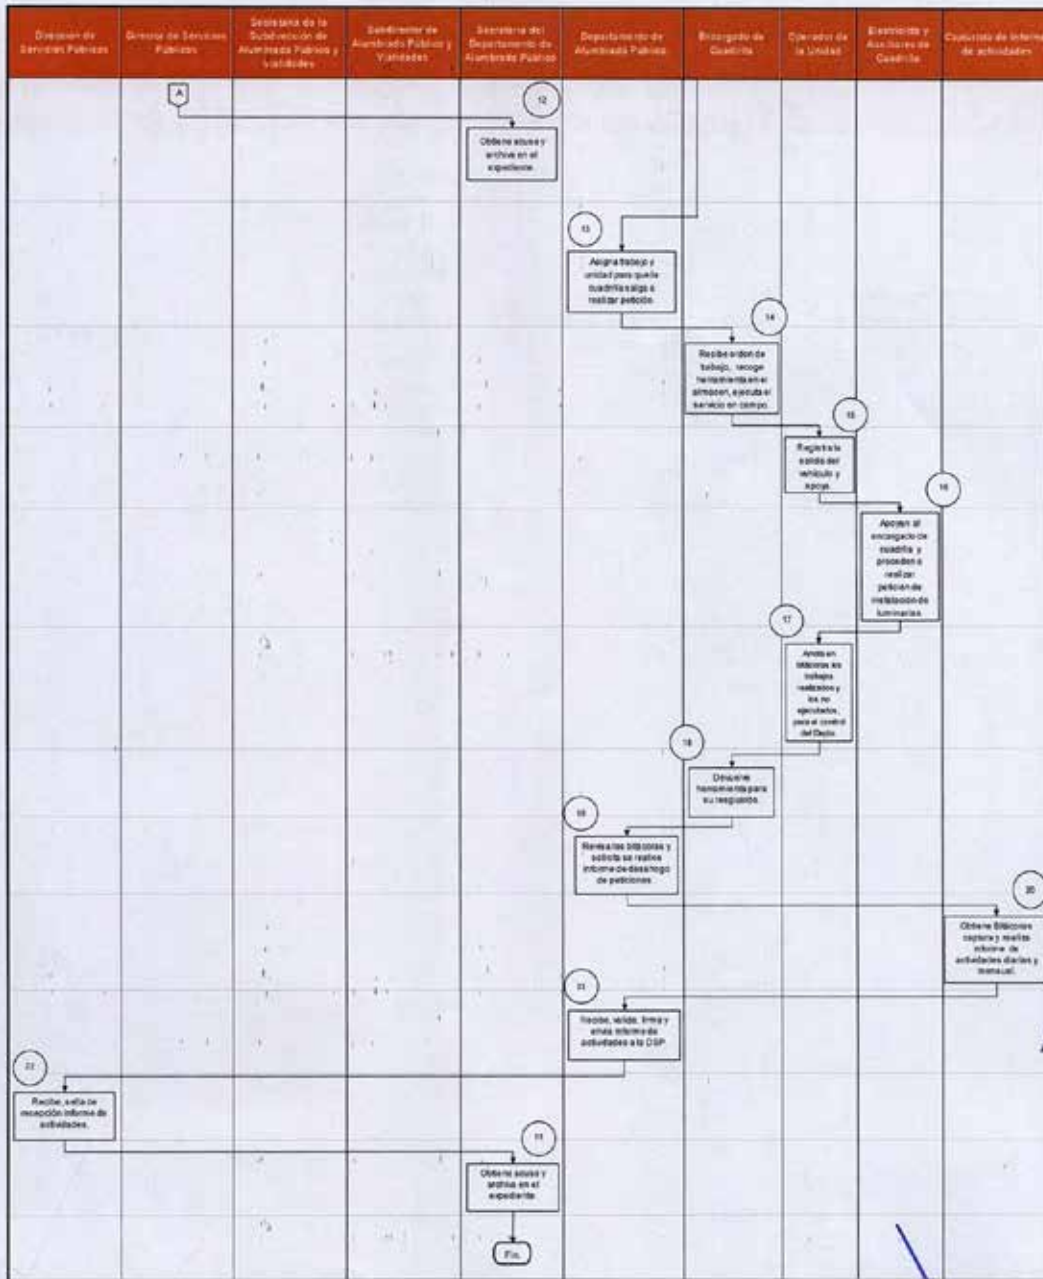 Dirección de
Servicios Públicos
Director de Servicios
Públicos
Secretaria de la
Subdirección de
Alumbrado Público y
Vialidades
Subdirector de
Alumbrado Público y
Vialidades
Secretaria del
Departamento de
Alumbrado Público
Departamento de
Alumbrado Público
Encargado de
Cuadrilla
Operador de
la Unidad
Electricista y
Auxiliares de
Cuadrilla
Capturista de Informe
de actividades
A
12
Obtiene acuse y
archiva en el
expediente.
13
Asigna trabajo y
unidad para que la
cuadrilla salga a
realizar petición.
14
Recibe orden de
trabajo, recoge
herramienta en el
almacen, ejecuta el
servicio en campo.
15
Registra la
salida del
vehículo y
apoya.
16
Apoyan al
encargado de
cuadrilla y
proceden a
realizar
petición de
instalación de
luminarias.
17
Anota en
bitácoras los
trabajos
realizados y
los no
ejecutados,
para el control
del Depto.
18
Devuelve
herramienta para
su resguardo.
19
Revisa las bitácoras y
solicita se realice
informe de desahogo
de peticiones.
20
Obtiene Bitácoras
captura y realiza
informe de
actividades diarias y
mensual.
Recibe, valida, firma y
envía informe de
actividades a la DSP
22
Recibe, sella de
recepción informe de
actividades.
11
Obtiene acuse y
archiva en el
expediente
Fin.